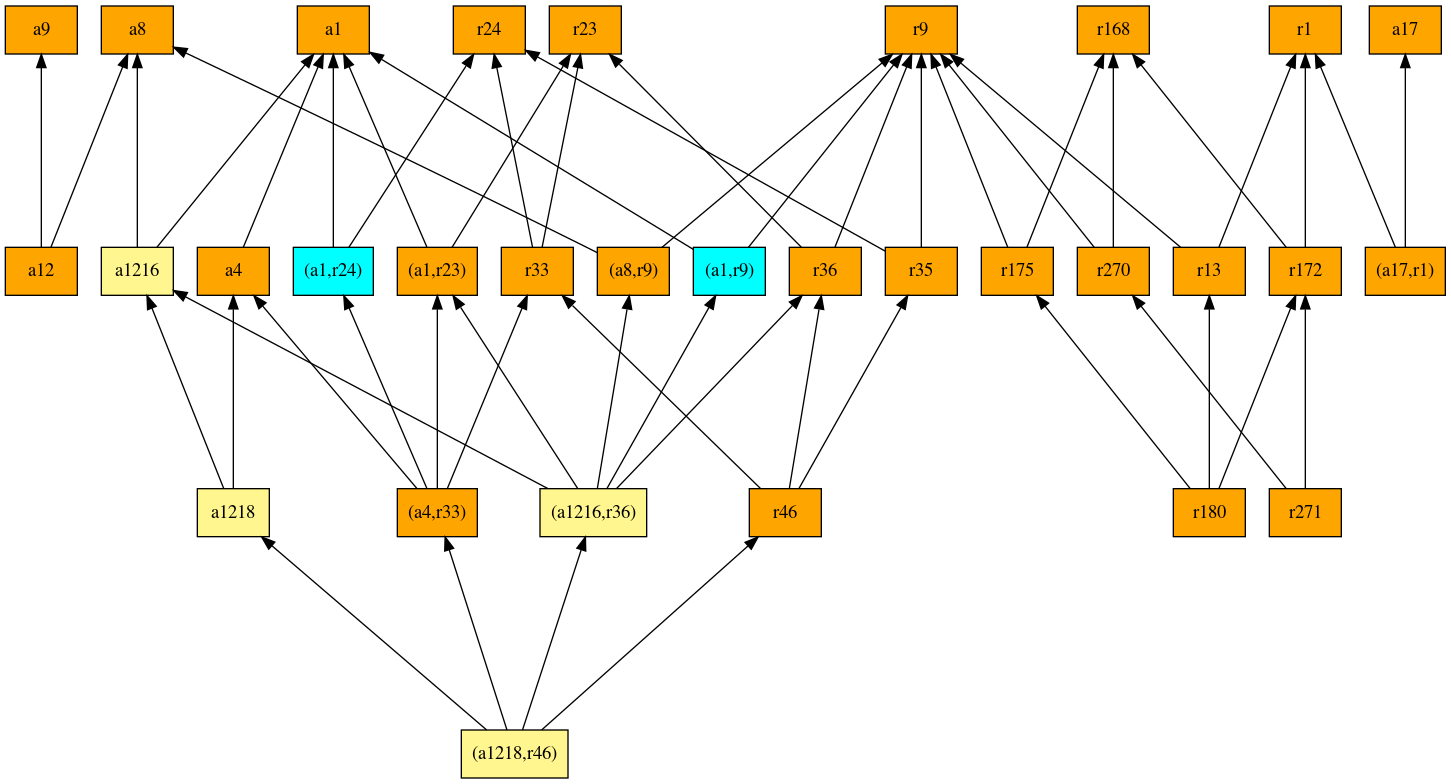 a9
a8
a1
r24
r23
r9
r168
r1
a17
a12
a1216
a4
(a1,r24)
(a1,r23)
r33
(a8,r9)
(a1,r9)
r36
r35
r175
r270
r13
r172
(a17,r1)
a1218
(a4,r33)
(a1216,r36)
r46
r180
r271
(a1218,r46)